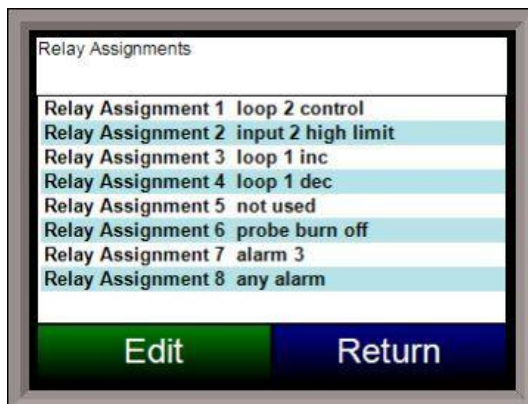 Relay Assignments
Relay Assignment 1 loop 2 control
Relay Assignment 2 input 2 high limit
Relay Assignment 3 loop 1 inc
Relay Assignment 4 loop 1 dec
Relay Assignment 5 not used
Relay Assignment 6 probe burn off
Relay Assignment 7 alarm 3
Relay Assignment 8 any alarm
Edit Return